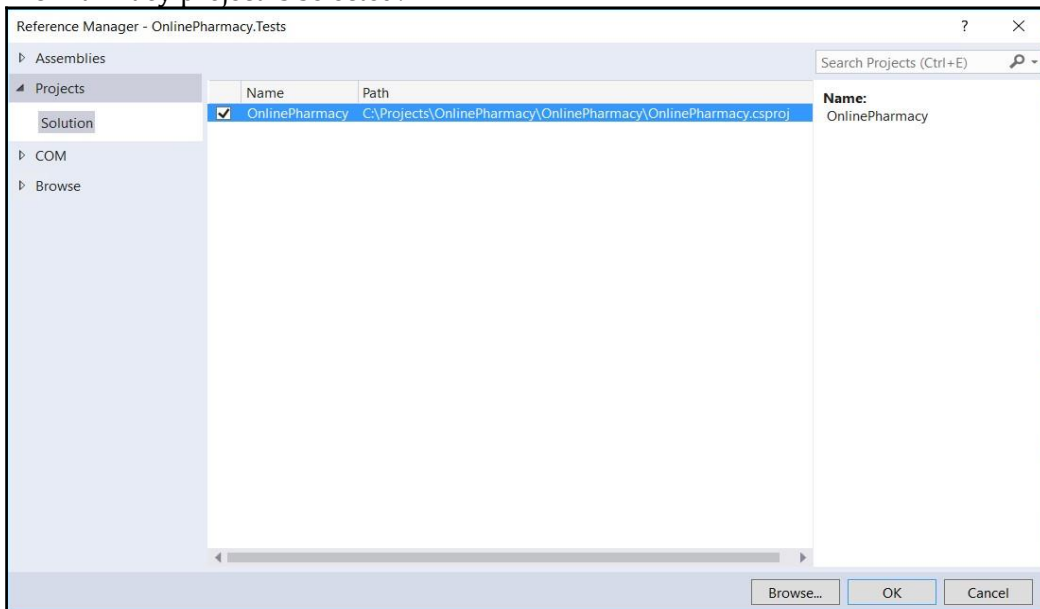 Reference Manager - OnlinePharmacy.Tests ? ×
Assemblies
Search Projects (Ctrl+E)
Projects
Name Path
Name:
OnlinePharmacy C:\Projects\OnlinePharmacy\OnlinePharmacy\OnlinePharmacy.csproj
OnlinePharmacy
Solution
COM
Browse
Browse... OK Cancel